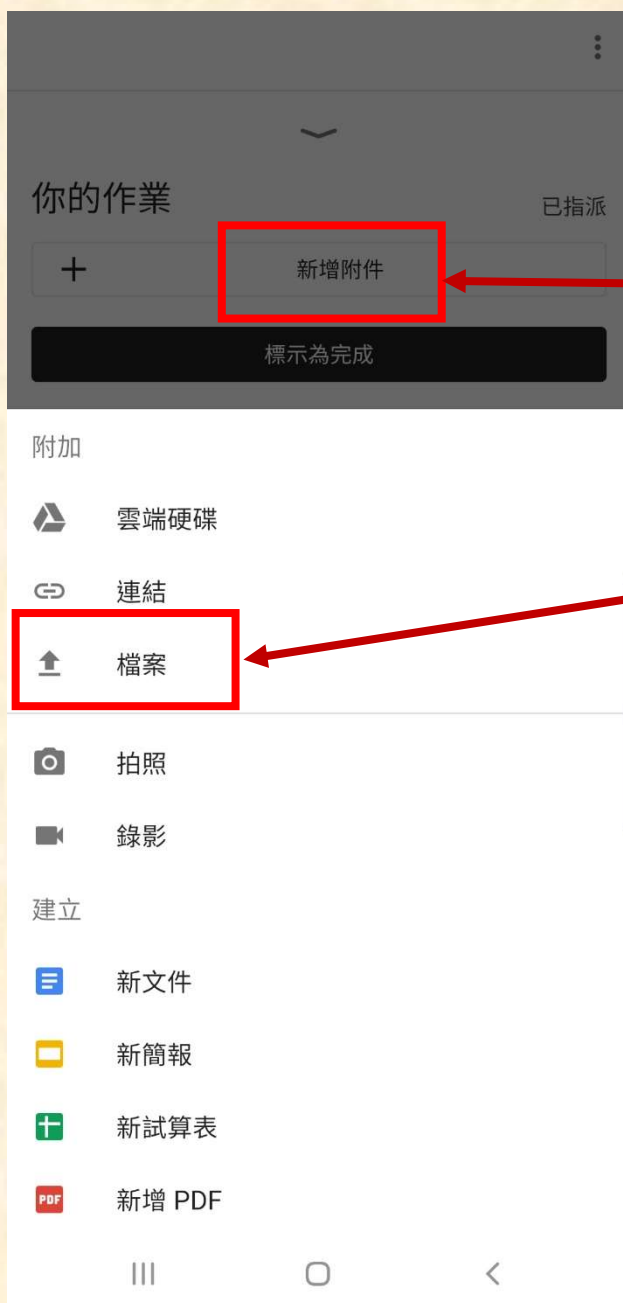 你的作業
已指派
新增附件
標示為完成
附加
雲端硬碟
連結
檔案
拍照
錄影
建立
新文件
新簡報
新試算表
PDF 新增 PDF